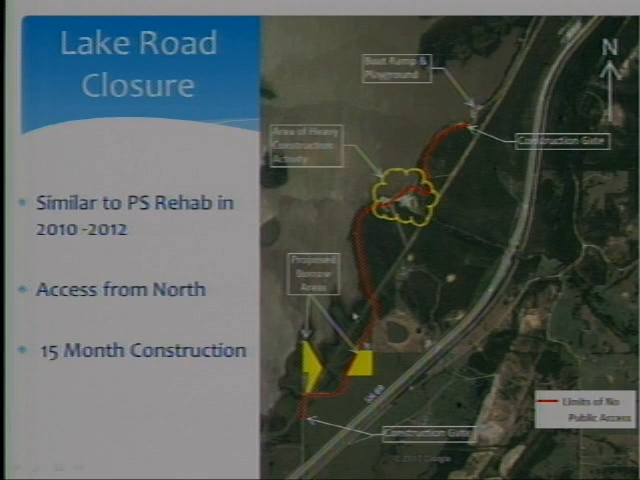 Lake Road
Closure
Similar to PS Rehab in
2010 -2012
Access from North
15 Month Construction
N
Boat Ramp &
Playground
Construction Gate
Area of Heavy
Construction
Activity
Proposed
Borrow
Areas
Limits of No
Public Access
Construction Gate